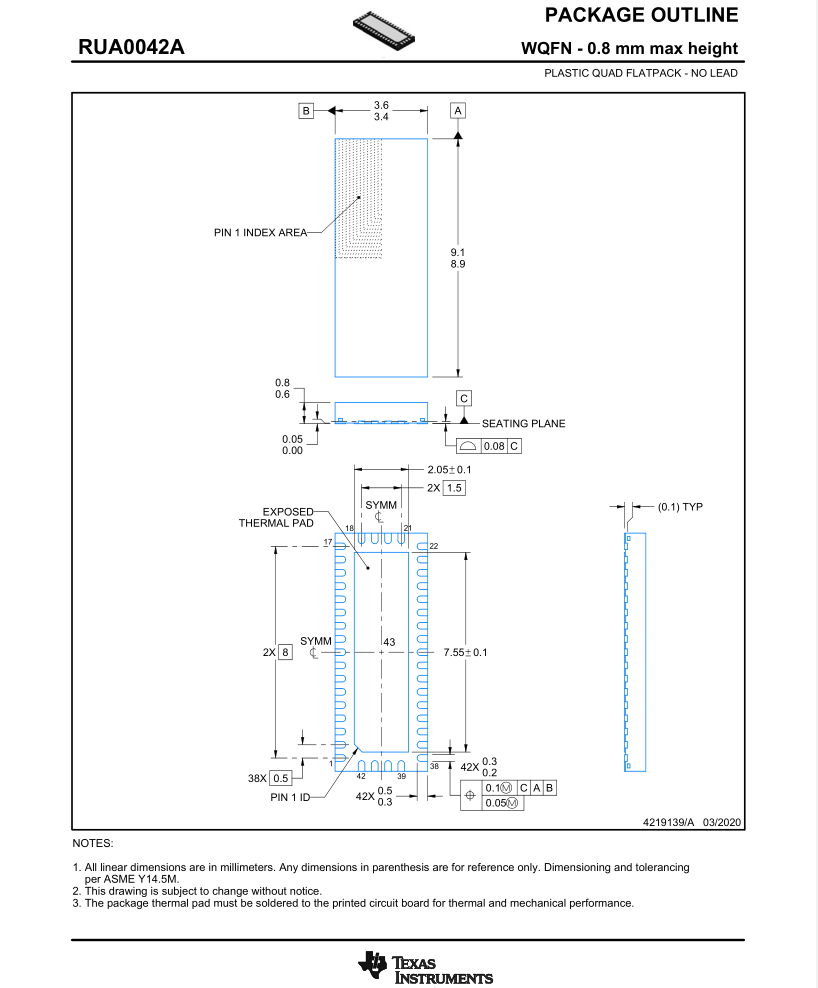 PACKAGE OUTLINE
RUA0042A
WQFN - 0.8 mm max height
PLASTIC QUAD FLATPACK - NO LEAD
B
3.6
3.4
A
PIN 1 INDEX AREA
9.1
8.9
0.8
0.6
C
SEATING PLANE
0.05
0.00
0.08 C
2.05±0.1
2X 1.5
EXPOSED
THERMAL PAD
SYMM
℄
(0.1) TYP
18
21
17
22
SYMM
℄
43
2X 8
7.55±0.1
1
38
42
39
38X 0.5
42X 0.3
0.2
PIN 1 ID
42X 0.5
0.3
⌖ 0.1Ⓜ C A B
0.05Ⓜ
4219139/A 03/2020
NOTES:
1. All linear dimensions are in millimeters. Any dimensions in parenthesis are for reference only. Dimensioning and tolerancing
per ASME Y14.5M.
2. This drawing is subject to change without notice.
3. The package thermal pad must be soldered to the printed circuit board for thermal and mechanical performance.
TEXAS
INSTRUMENTS